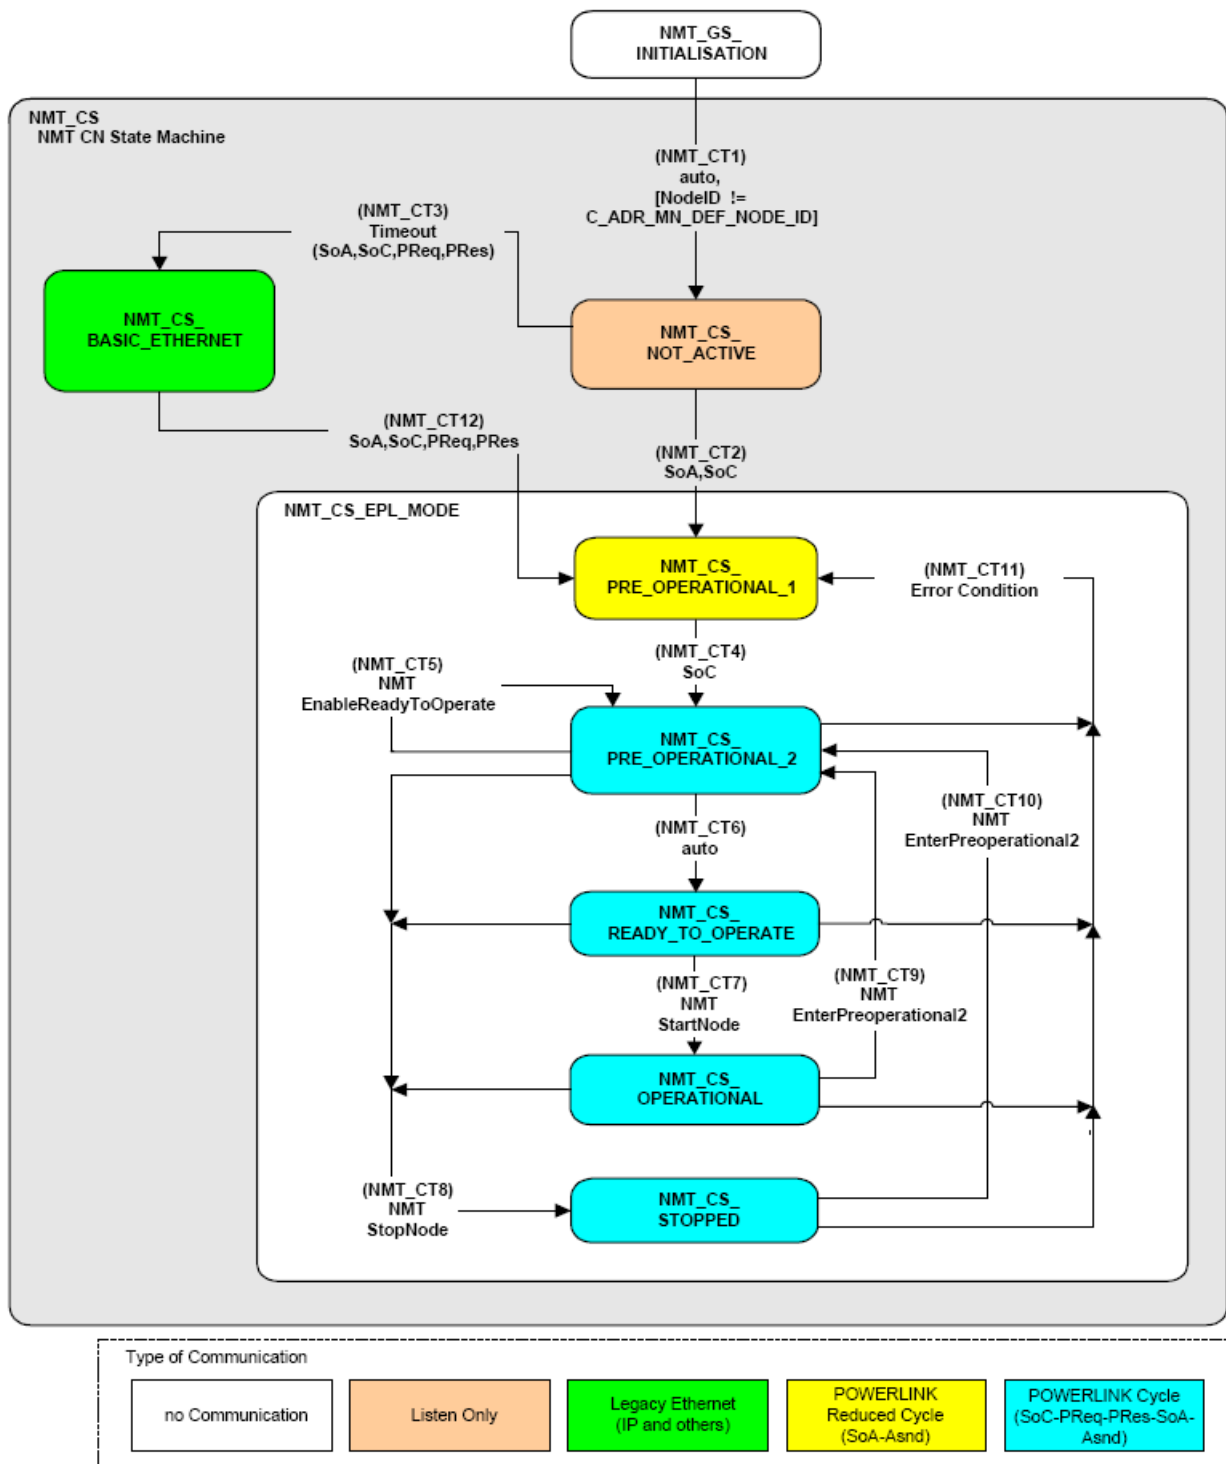 NMT_GS_
INITIALISATION
NMT_CS
NMT CN State Machine
(NMT_CT1)
auto,
[NodeID !=
C_ADR_MN_DEF_NODE_ID]
(NMT_CT3)
Timeout
(SoA,SoC,PReq,PRes)
NMT_CS_
BASIC_ETHERNET
NMT_CS_
NOT_ACTIVE
(NMT_CT12)
SoA,SoC,PReq,PRes
(NMT_CT2)
SoA,SoC
NMT_CS_EPL_MODE
NMT_CS_
PRE_OPERATIONAL_1
(NMT_CT11)
Error Condition
(NMT_CT4)
SoC
(NMT_CT5)
NMT
EnableReadyToOperate
NMT_CS_
PRE_OPERATIONAL_2
(NMT_CT10)
NMT
EnterPreoperational2
(NMT_CT6)
auto
NMT_CS_
READY_TO_OPERATE
(NMT_CT9)
NMT
EnterPreoperational2
(NMT_CT7)
NMT
StartNode
NMT_CS_
OPERATIONAL
(NMT_CT8)
NMT
StopNode
NMT_CS_
STOPPED
Type of Communication
no Communication
Listen Only
Legacy Ethernet
(IP and others)
POWERLINK
Reduced Cycle
(SoA-Asnd)
POWERLINK Cycle
(SoC-PReq-PRes-SoA-
Asnd)